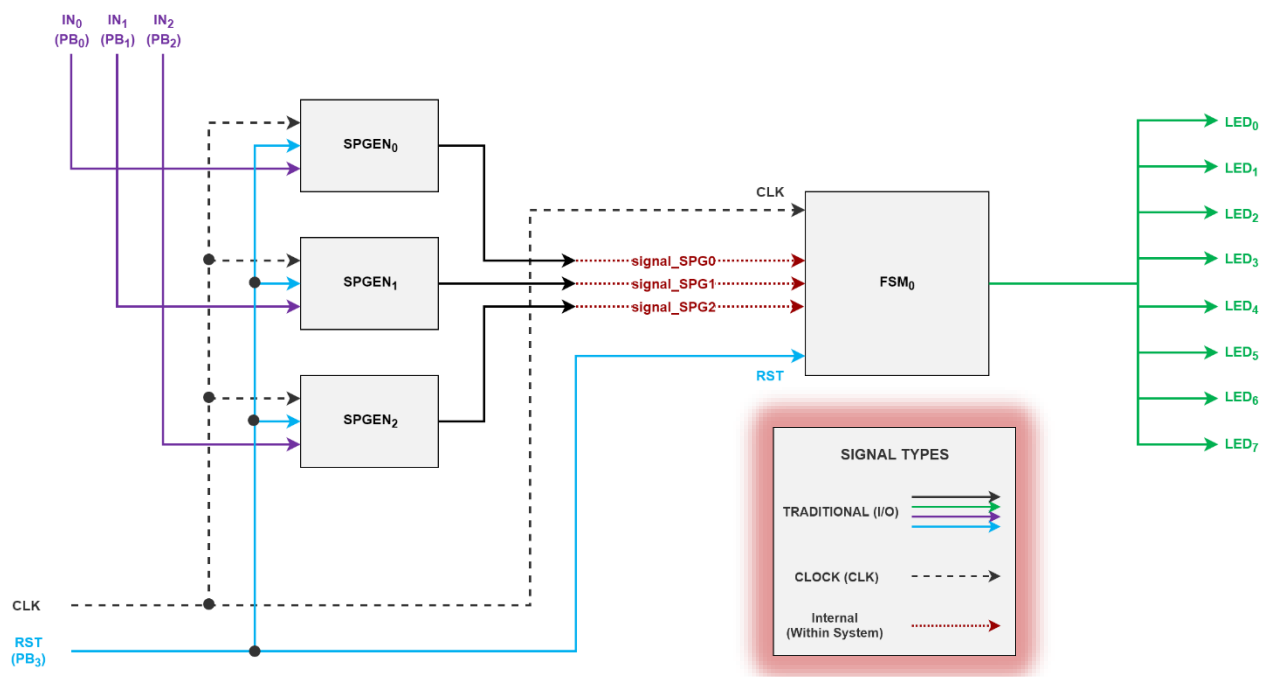 IN₀ IN₁ IN₂
(PB₀) (PB₁) (PB₂)
SPGEN₀
SPGEN₁
SPGEN₂
CLK
signal_SPG0
signal_SPG1
signal_SPG2
RST
FSM₀
LED₀
LED₁
LED₂
LED₃
LED₄
LED₅
LED₆
LED₇
SIGNAL TYPES
TRADITIONAL (I/O)
CLOCK (CLK)
Internal
(Within System)
CLK
RST
(PB₃)